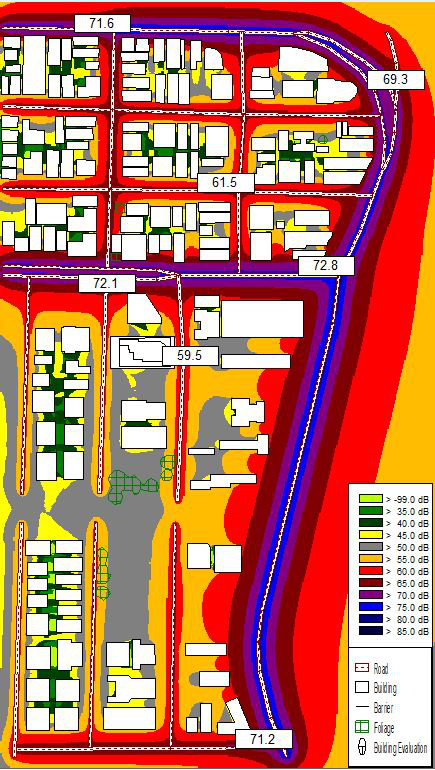 71.6
69.3
61.5
72.8
72.1
59.5
> -99.0 dB
> 35.0 dB
> 40.0 dB
> 45.0 dB
> 50.0 dB
> 55.0 dB
> 60.0 dB
> 65.0 dB
> 70.0 dB
> 75.0 dB
> 80.0 dB
> 85.0 dB
Road
Building
Barrier
Foliage
Building Evaluation
71.2